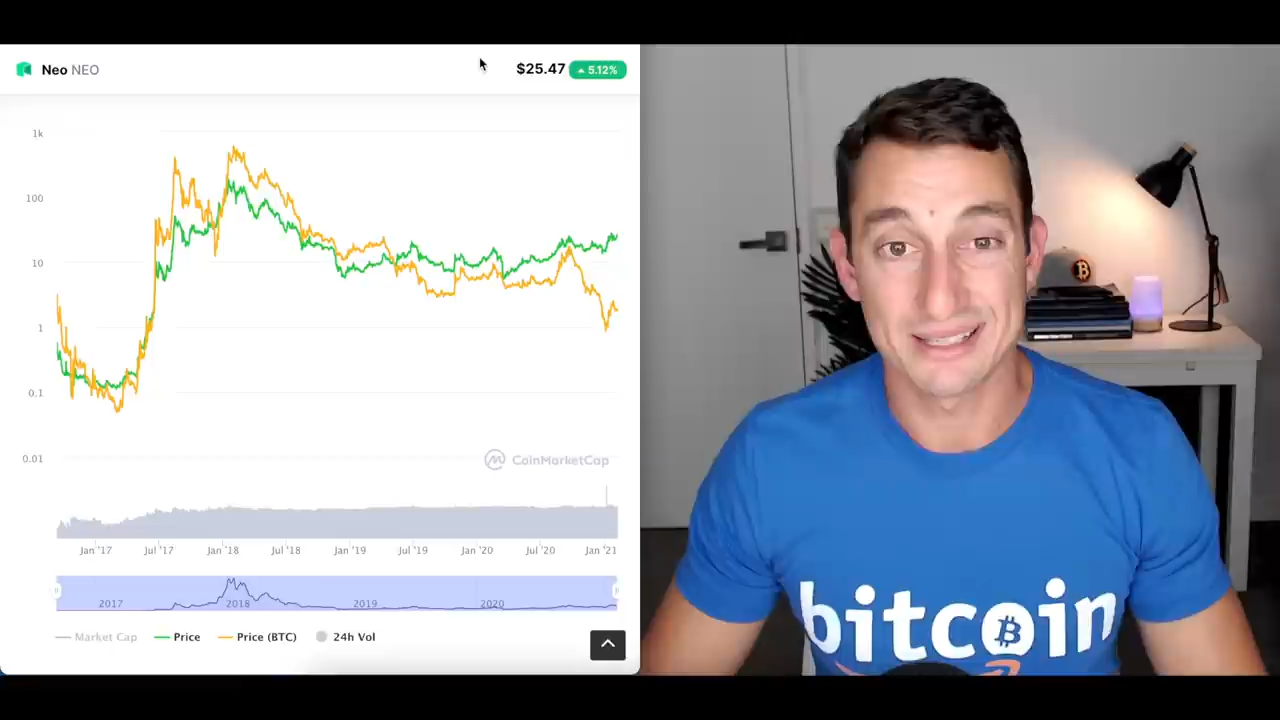 Neo NEO
$25.47 5.12%
1k
100
10
1
0.1
0.01
CoinMarketCap
Jan '17 Jul '17 Jan '18 Jul '18 Jan '19 Jul '19 Jan '20 Jul '20 Jan '21
2017 2018 2019 2020
Market Cap Price Price (BTC) 24h Vol
bitcoin